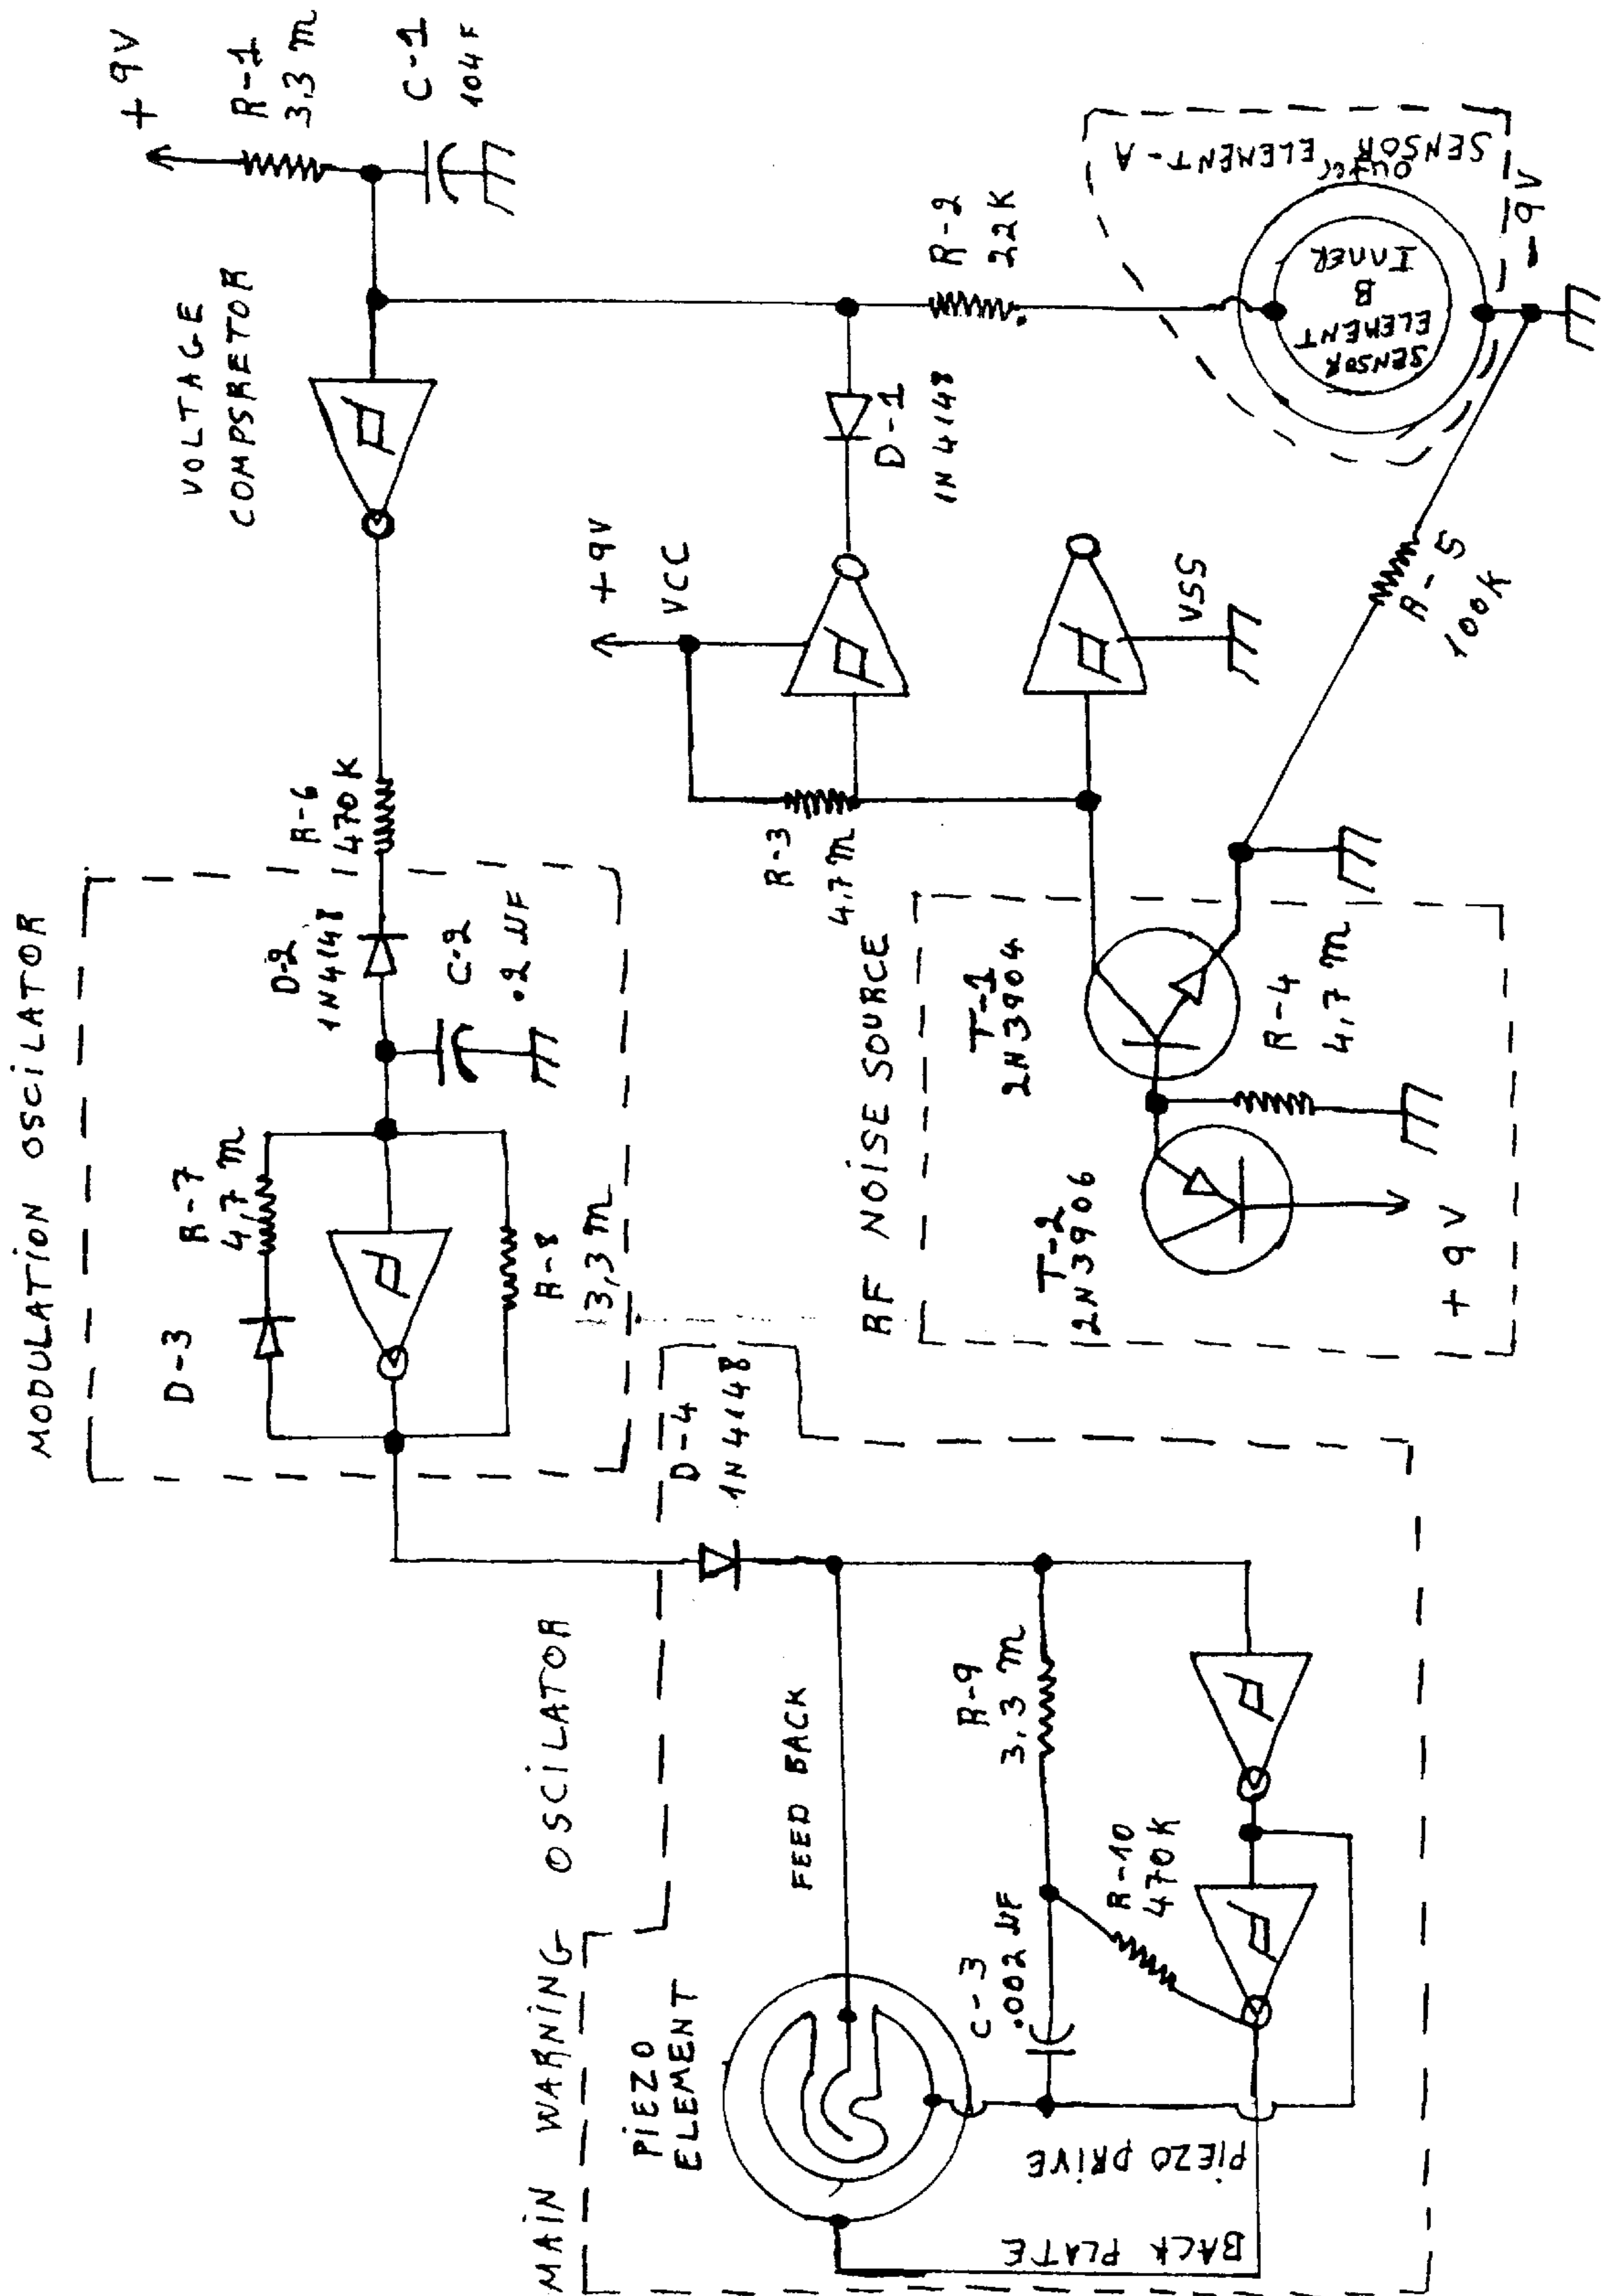 MODULATION OSCILATOR
D-3
R-7
4,7 m
R-8
3,3 m
D-2
1N4148
C-2
.2 µF
R-6
470K
VOLTAGE
COMPSRETOR
+9V
R-1
3.3 m
C-1
104F
MAIN WARNING OSCILATOR
PIEZO
ELEMENT
FEED BACK
D-4
1N4148
R-9
3.3 m
C-3
.002 µF
R-10
470K
PIEZO DRIVE
BACK PLATE
RF NOISE SOURCE
T-1
2N3904
T-2
2N3906
R-4
4,7 m
+9V
R-3
4.7 m
+9V
VCC
VSS
D-1
1N4148
R-2
22K
R-5
100K
SENSOR ELEMENT-A
OUTER
SENSOR
ELEMENT
B
INNER
-9V